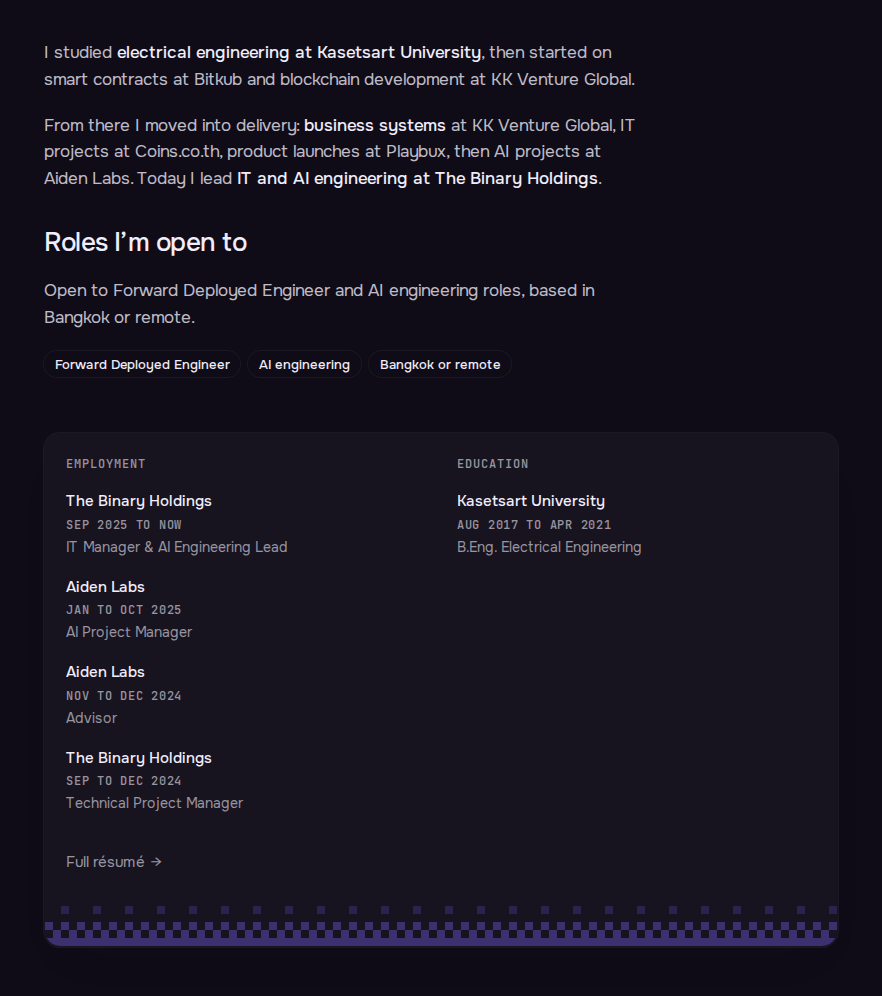 I studied electrical engineering at Kasetsart University, then started on
smart contracts at Bitkub and blockchain development at KK Venture Global.
From there I moved into delivery: business systems at KK Venture Global, IT
projects at Coins.co.th, product launches at Playbux, then AI projects at
Aiden Labs. Today I lead IT and AI engineering at The Binary Holdings.
Roles I’m open to
Open to Forward Deployed Engineer and AI engineering roles, based in
Bangkok or remote.
Forward Deployed Engineer AI engineering Bangkok or remote
EMPLOYMENT
The Binary Holdings
SEP 2025 TO NOW
IT Manager & AI Engineering Lead
Aiden Labs
JAN TO OCT 2025
AI Project Manager
Aiden Labs
NOV TO DEC 2024
Advisor
The Binary Holdings
SEP TO DEC 2024
Technical Project Manager
Full résumé →
EDUCATION
Kasetsart University
AUG 2017 TO APR 2021
B.Eng. Electrical Engineering